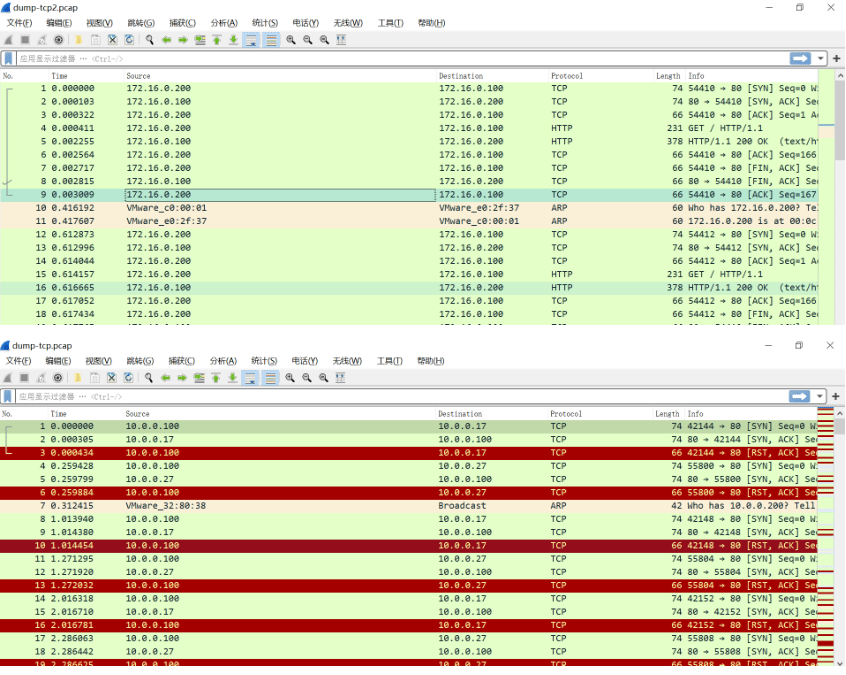 dump-tcp2.pcap
文件(F) 编辑(E) 视图(V) 跳转(G) 捕获(C) 分析(A) 统计(S) 电话(Y) 无线(W) 工具(T) 帮助(H)
应用显示过滤器 … <Ctrl-/>
No. Time Source Destination Protocol Length Info
1 0.000000 172.16.0.200 172.16.0.100 TCP 74 54410 → 80 [SYN] Seq=0 W
2 0.000103 172.16.0.100 172.16.0.200 TCP 74 80 → 54410 [SYN, ACK] Se
3 0.000322 172.16.0.200 172.16.0.100 TCP 66 54410 → 80 [ACK] Seq=1 A
4 0.000411 172.16.0.200 172.16.0.100 HTTP 231 GET / HTTP/1.1
5 0.002255 172.16.0.100 172.16.0.200 HTTP 378 HTTP/1.1 200 OK (text/h
6 0.002564 172.16.0.200 172.16.0.100 TCP 66 54410 → 80 [ACK] Seq=166
7 0.002717 172.16.0.200 172.16.0.100 TCP 66 54410 → 80 [FIN, ACK] Se
8 0.002815 172.16.0.100 172.16.0.200 TCP 66 80 → 54410 [FIN, ACK] Se
9 0.003009 172.16.0.200 172.16.0.100 TCP 66 54410 → 80 [ACK] Seq=167
10 0.416192 VMware_c0:00:01 VMware_e0:2f:37 ARP 60 Who has 172.16.0.200? Te
11 0.417607 VMware_e0:2f:37 VMware_c0:00:01 ARP 60 172.16.0.200 is at 00:0c
12 0.612873 172.16.0.200 172.16.0.100 TCP 74 54412 → 80 [SYN] Seq=0 W
13 0.612996 172.16.0.100 172.16.0.200 TCP 74 80 → 54412 [SYN, ACK] Se
14 0.614044 172.16.0.200 172.16.0.100 TCP 66 54412 → 80 [ACK] Seq=1 A
15 0.614157 172.16.0.200 172.16.0.100 HTTP 231 GET / HTTP/1.1
16 0.616665 172.16.0.100 172.16.0.200 HTTP 378 HTTP/1.1 200 OK (text/h
17 0.617052 172.16.0.200 172.16.0.100 TCP 66 54412 → 80 [ACK] Seq=166
18 0.617434 172.16.0.200 172.16.0.100 TCP 66 54412 → 80 [FIN, ACK] Se
dump-tcp.pcap
文件(F) 编辑(E) 视图(V) 跳转(G) 捕获(C) 分析(A) 统计(S) 电话(Y) 无线(W) 工具(T) 帮助(H)
应用显示过滤器 … <Ctrl-/>
No. Time Source Destination Protocol Length Info
1 0.000000 10.0.0.100 10.0.0.17 TCP 74 42144 → 80 [SYN] Seq=0 W
2 0.000305 10.0.0.17 10.0.0.100 TCP 74 80 → 42144 [SYN, ACK] Se
3 0.000434 10.0.0.100 10.0.0.17 TCP 66 42144 → 80 [RST, ACK] Se
4 0.259428 10.0.0.100 10.0.0.27 TCP 74 55800 → 80 [SYN] Seq=0 W
5 0.259799 10.0.0.27 10.0.0.100 TCP 74 80 → 55800 [SYN, ACK] Se
6 0.259884 10.0.0.100 10.0.0.27 TCP 66 55800 → 80 [RST, ACK] Se
7 0.312415 VMware_32:80:38 Broadcast ARP 42 Who has 10.0.0.200? Tell
8 1.013940 10.0.0.100 10.0.0.17 TCP 74 42148 → 80 [SYN] Seq=0 W
9 1.014380 10.0.0.17 10.0.0.100 TCP 74 80 → 42148 [SYN, ACK] Se
10 1.014454 10.0.0.100 10.0.0.17 TCP 66 42148 → 80 [RST, ACK] Se
11 1.271295 10.0.0.100 10.0.0.27 TCP 74 55804 → 80 [SYN] Seq=0 W
12 1.271920 10.0.0.27 10.0.0.100 TCP 74 80 → 55804 [SYN, ACK] Se
13 1.272032 10.0.0.100 10.0.0.27 TCP 66 55804 → 80 [RST, ACK] Se
14 2.016318 10.0.0.100 10.0.0.17 TCP 74 42152 → 80 [SYN] Seq=0 W
15 2.016710 10.0.0.17 10.0.0.100 TCP 74 80 → 42152 [SYN, ACK] Se
16 2.016781 10.0.0.100 10.0.0.17 TCP 66 42152 → 80 [RST, ACK] Se
17 2.286063 10.0.0.100 10.0.0.27 TCP 74 55808 → 80 [SYN] Seq=0 W
18 2.286442 10.0.0.27 10.0.0.100 TCP 74 80 → 55808 [SYN, ACK] Se
19 2.286625 10.0.0.100 10.0.0.27 TCP 66 55808 → 80 [RST, ACK] Se